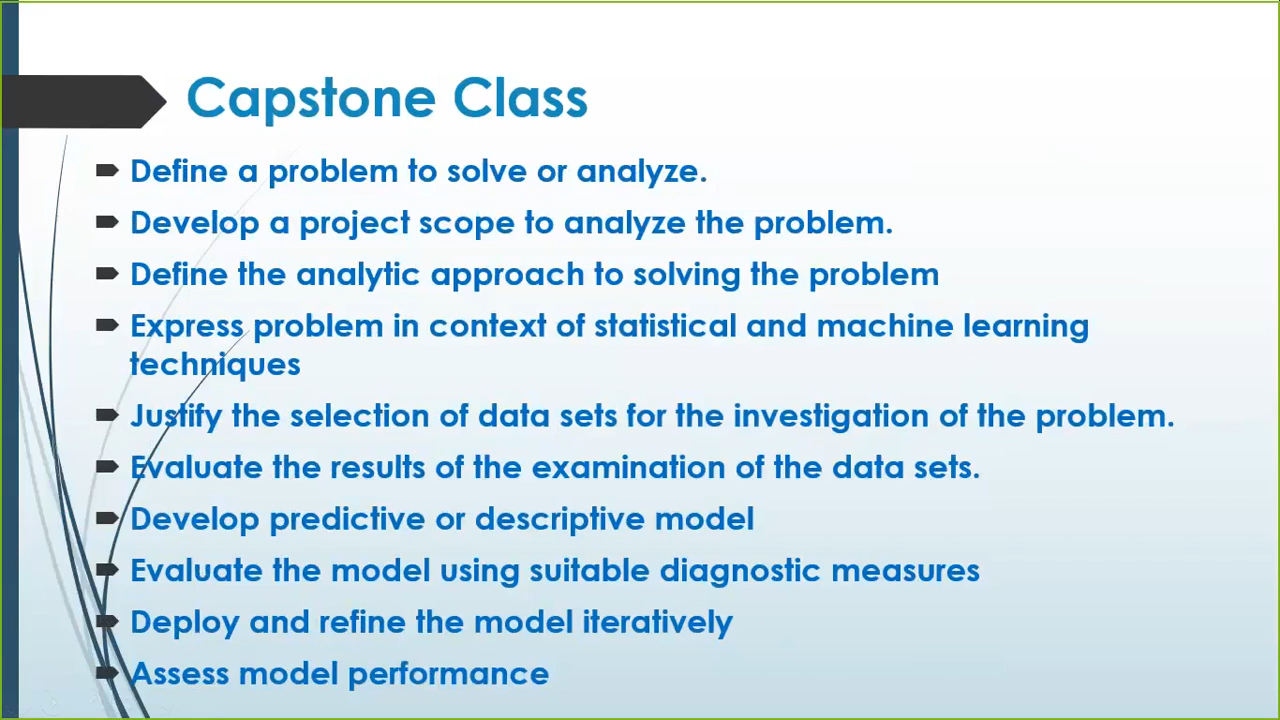 Capstone Class
Define a problem to solve or analyze.
Develop a project scope to analyze the problem.
Define the analytic approach to solving the problem
Express problem in context of statistical and machine learning
techniques
Justify the selection of data sets for the investigation of the problem.
Evaluate the results of the examination of the data sets.
Develop predictive or descriptive model
Evaluate the model using suitable diagnostic measures
Deploy and refine the model iteratively
Assess model performance